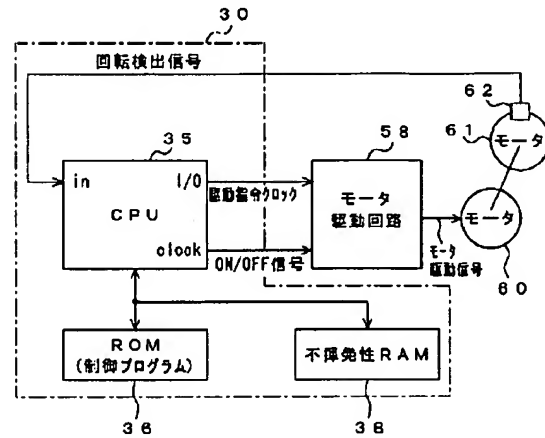 30
回転検出信号
62
61
モータ
35
58
in
I/O
駆動指令クロック
CPU
モータ
駆動回路
モータ
clook
ON/OFF信号
モータ
駆動信号
60
ROM
(制御プログラム)
不揮発性RAM
36
38